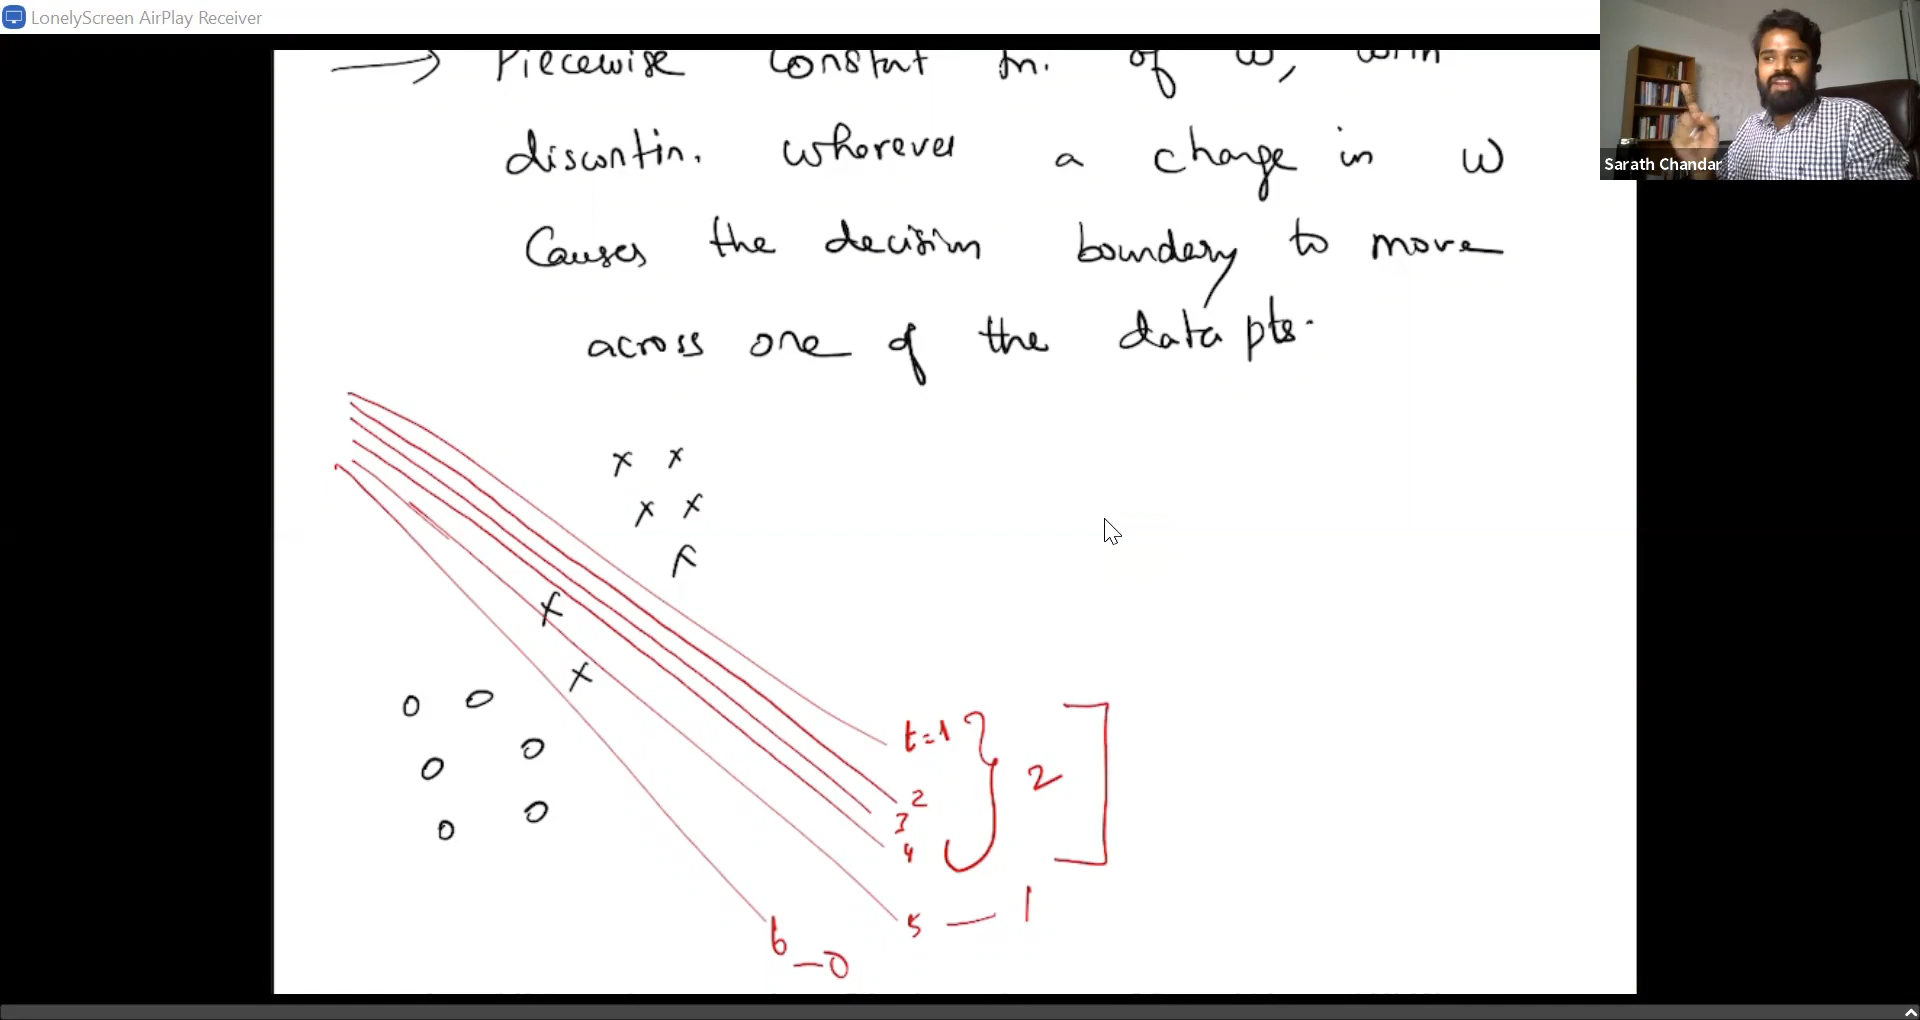 LonelyScreen AirPlay Receiver
→ Piecewise constnt fn. of w, with
discontin. wherever a change in w
Causes the decision boundary to move
across one of the data pts.
Sarath Chandar
x x
x x
x
x
x
o o
o o
o o
t=1
2
3
4
} 2 ]
5 — 1
6 — 0